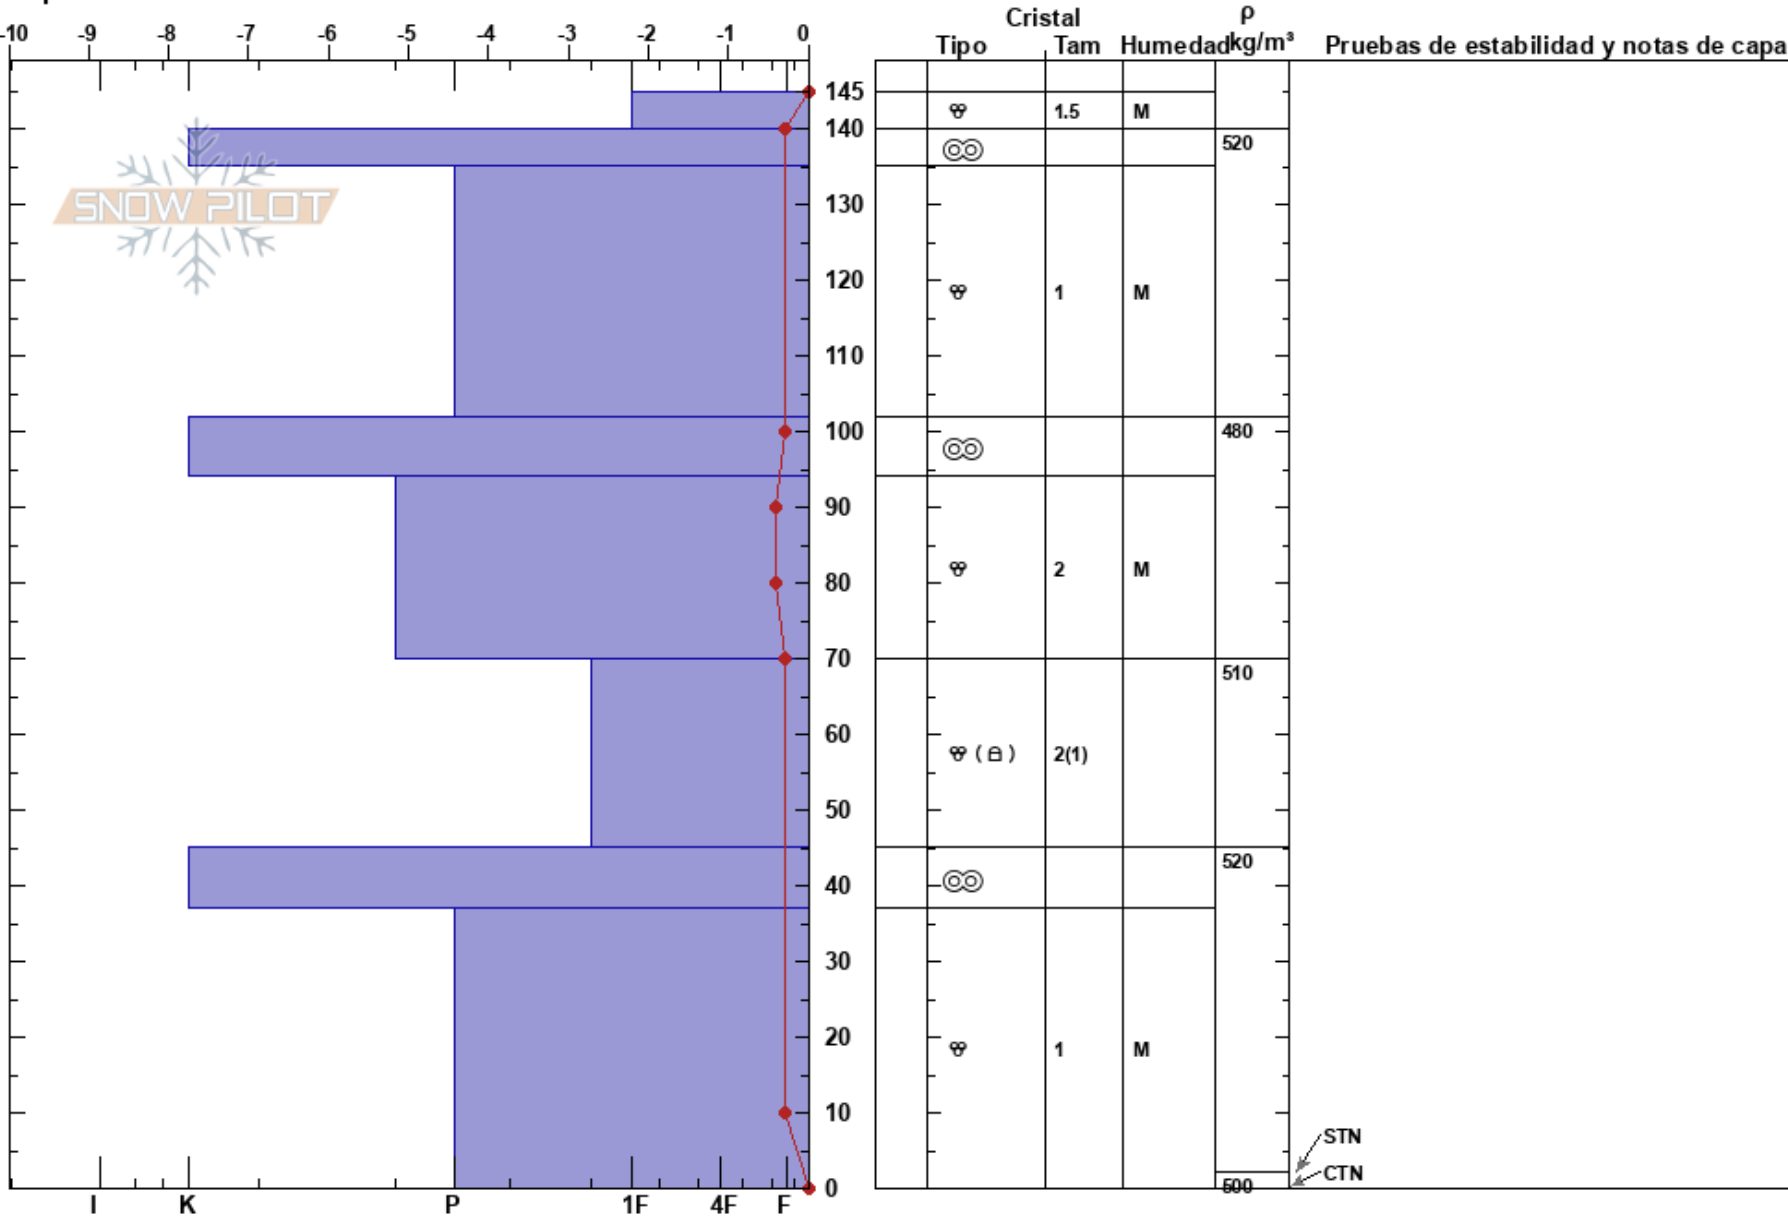 Cristal ρ
-10 -9 -8 -7 -6 -5 -4 -3 -2 -1 0 Tipo Tam Humedad kg/m³ Pruebas de estabilidad y notas de capa
145
1.5 M
140
520
SNOW PILOT
130
120
1 M
110
100 480
90
2 M
80
70
510
60
2(1)
50
520
40
30
20
1 M
10
STN
CTN
0 500
I K P 1F 4F F